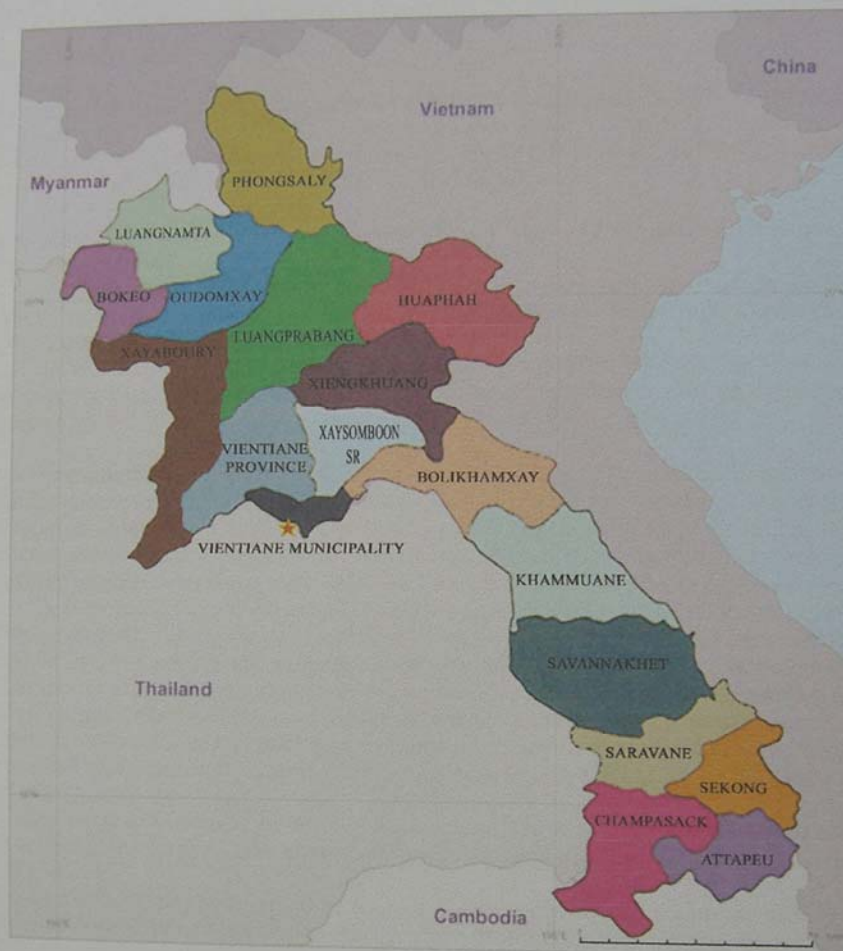 China
Vietnam
Myanmar
PHONGSALY
LUANGNAMTA
BOKEO
OUDOMXAY
HUAPHAH
LUANGPRABANG
XAYABOURY
XIENGKHUANG
XAYSOMBOON
SR
VIENTIANE
PROVINCE
BOLIKHAMXAY
VIENTIANE MUNICIPALITY
KHAMMUANE
SAVANNAKHET
Thailand
SARAVANE
SEKONG
CHAMPASACK
ATTAPEU
Cambodia